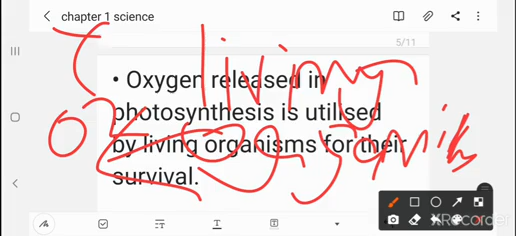 chapter 1 science
5/11
• Oxygen released in
photosynthesis is utilised
by living organisms for their
survival.
living
O2
XRecorder